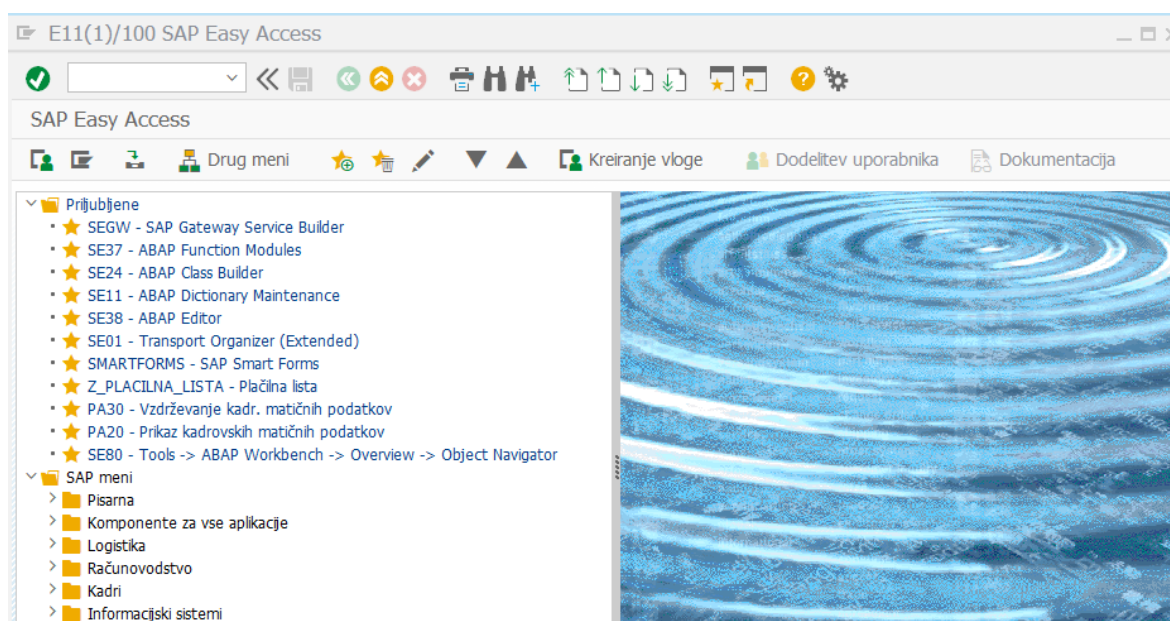 E11(1)/100 SAP Easy Access
SAP Easy Access
Drug meni Kreiranje vloge Dodelitev uporabnika Dokumentacija
Priljubljene
SEGW - SAP Gateway Service Builder
SE37 - ABAP Function Modules
SE24 - ABAP Class Builder
SE11 - ABAP Dictionary Maintenance
SE38 - ABAP Editor
SE01 - Transport Organizer (Extended)
SMARTFORMS - SAP Smart Forms
Z_PLACILNA_LISTA - Plačilna lista
PA30 - Vzdrževanje kadr. matičnih podatkov
PA20 - Prikaz kadrovskih matičnih podatkov
SE80 - Tools -> ABAP Workbench -> Overview -> Object Navigator
SAP meni
Pisarna
Komponente za vse aplikacije
Logistika
Računovodstvo
Kadri
Informacijski sistemi